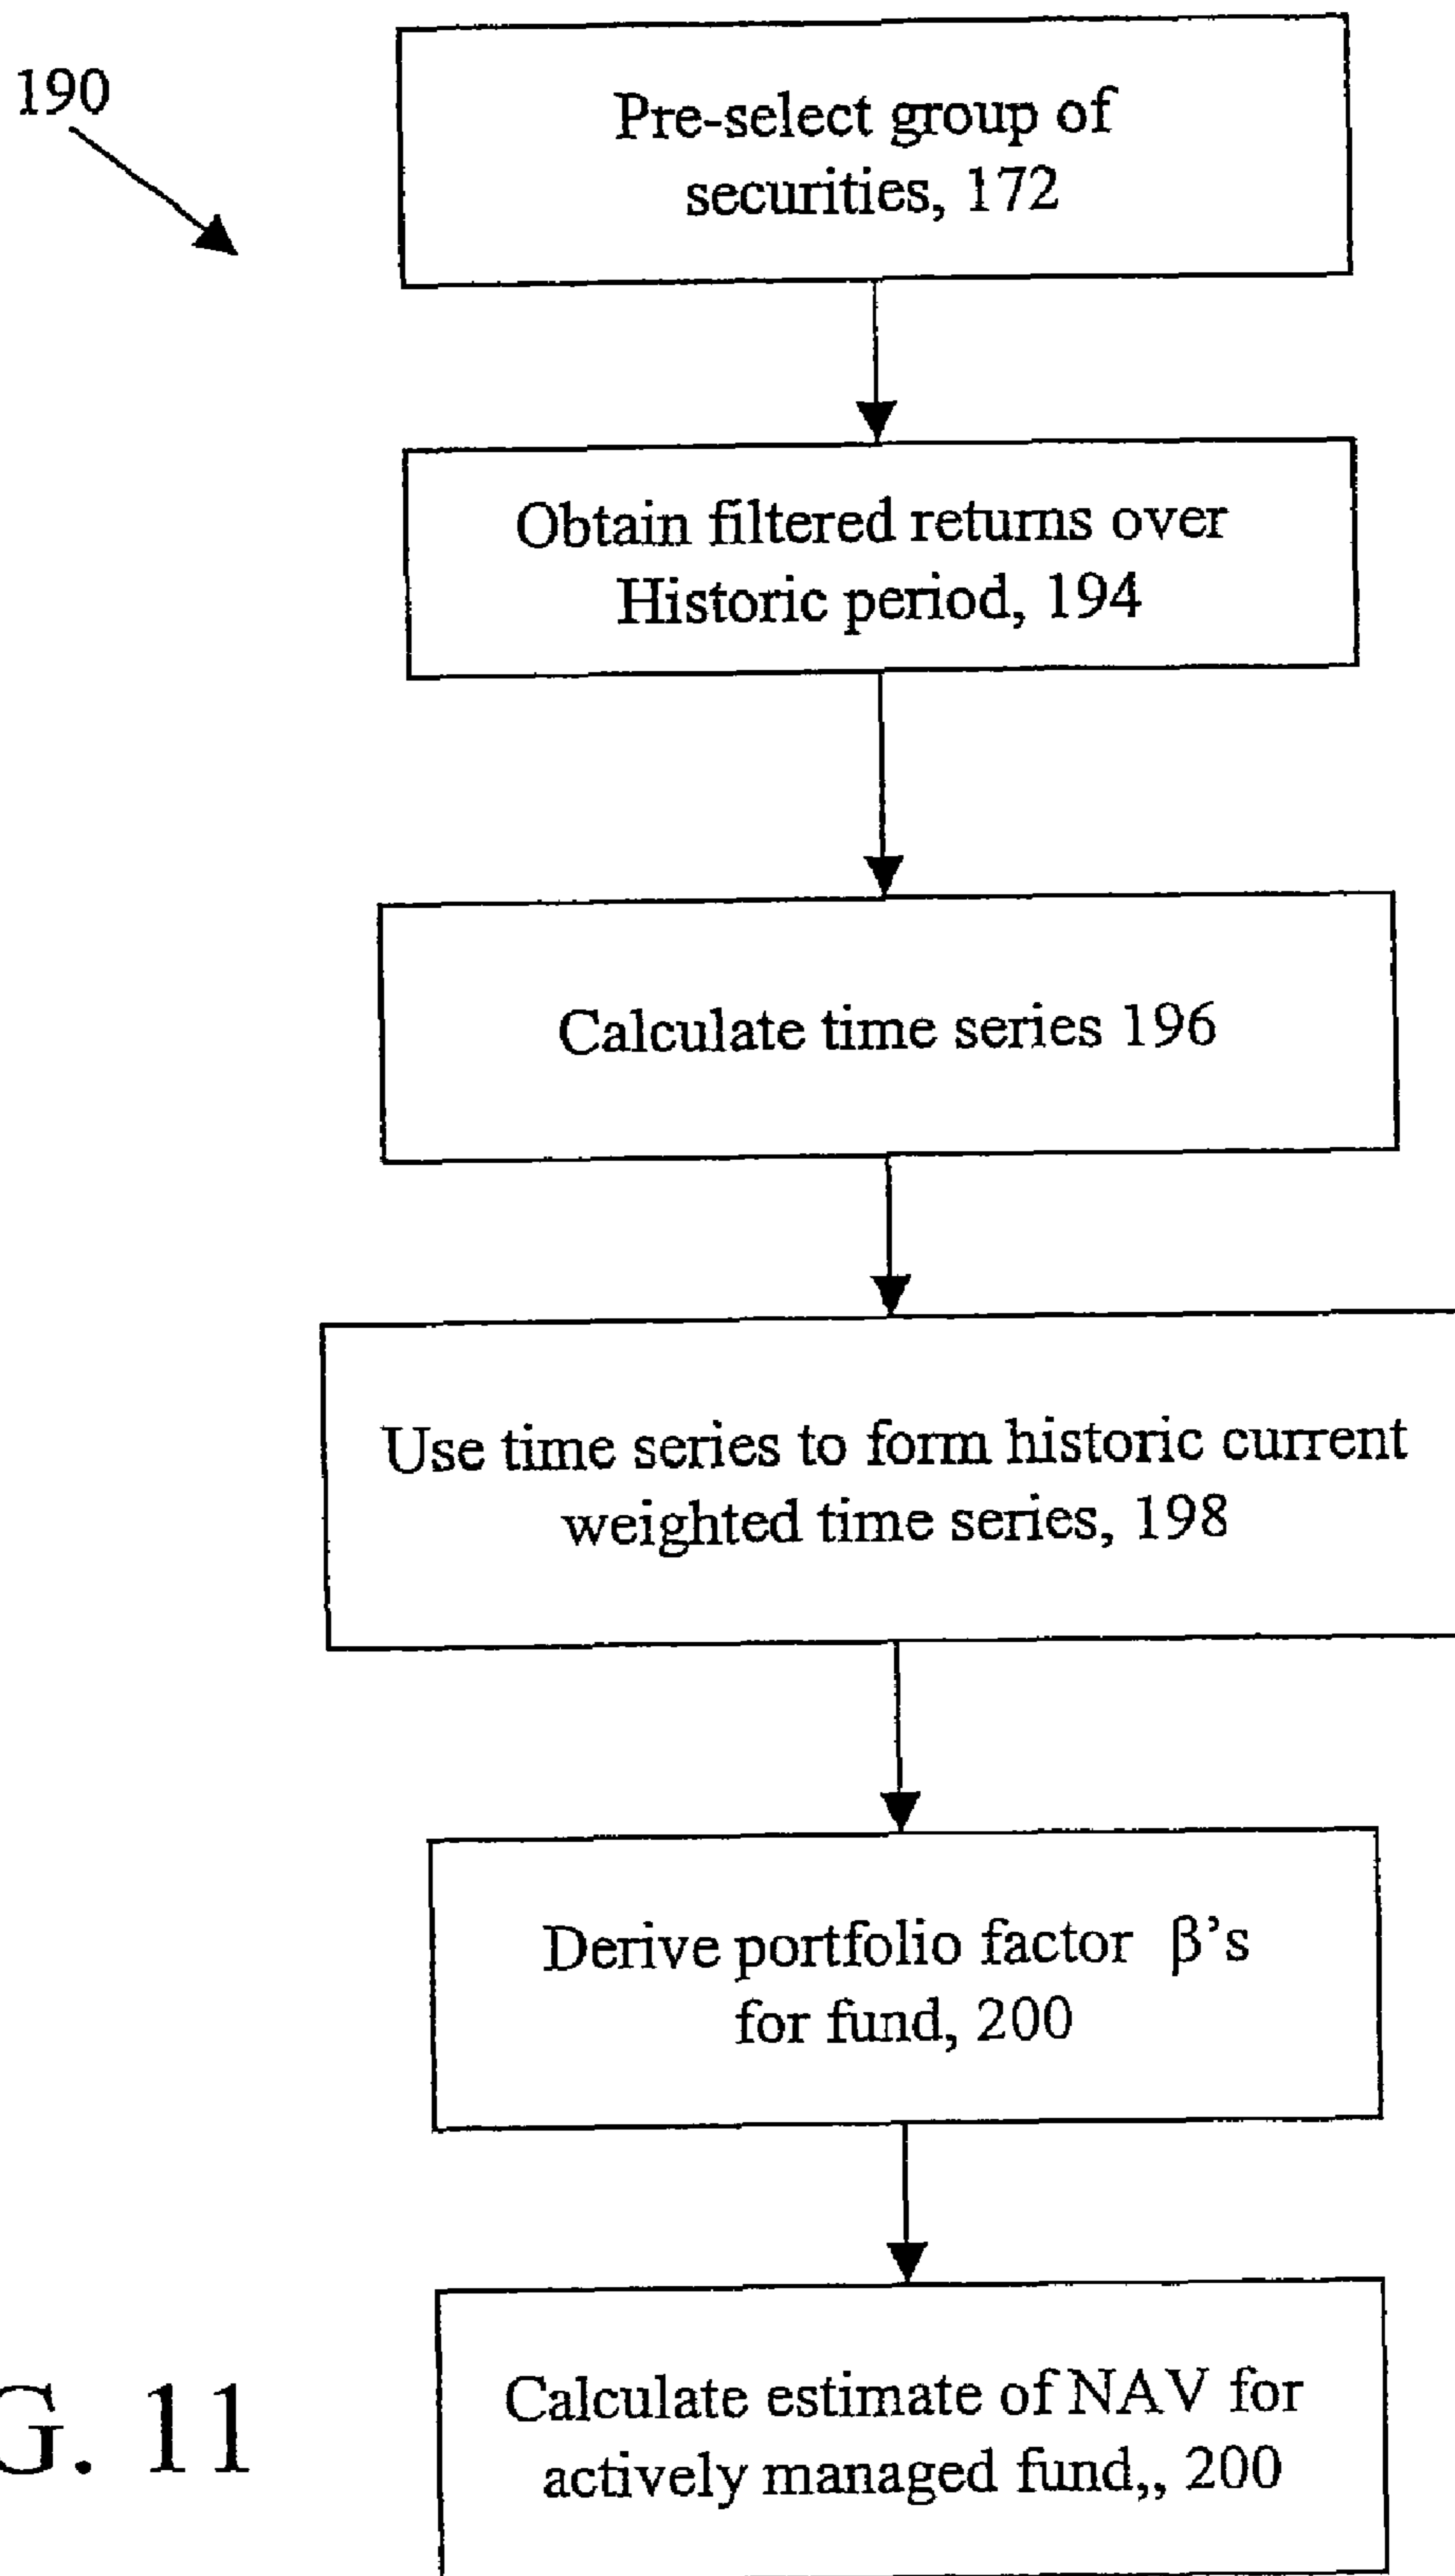 190
Pre-select group of
securities, 172
Obtain filtered returns over
Historic period, 194
Calculate time series 196
Use time series to form historic current
weighted time series, 198
Derive portfolio factor β's
for fund, 200
Calculate estimate of NAV for
actively managed fund,, 200
G. 11